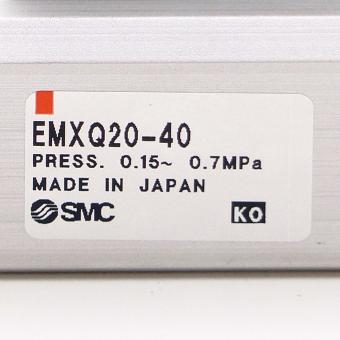 EMXQ20-40
PRESS. 0.15~ 0.7MPa
MADE IN JAPAN
SMC KO